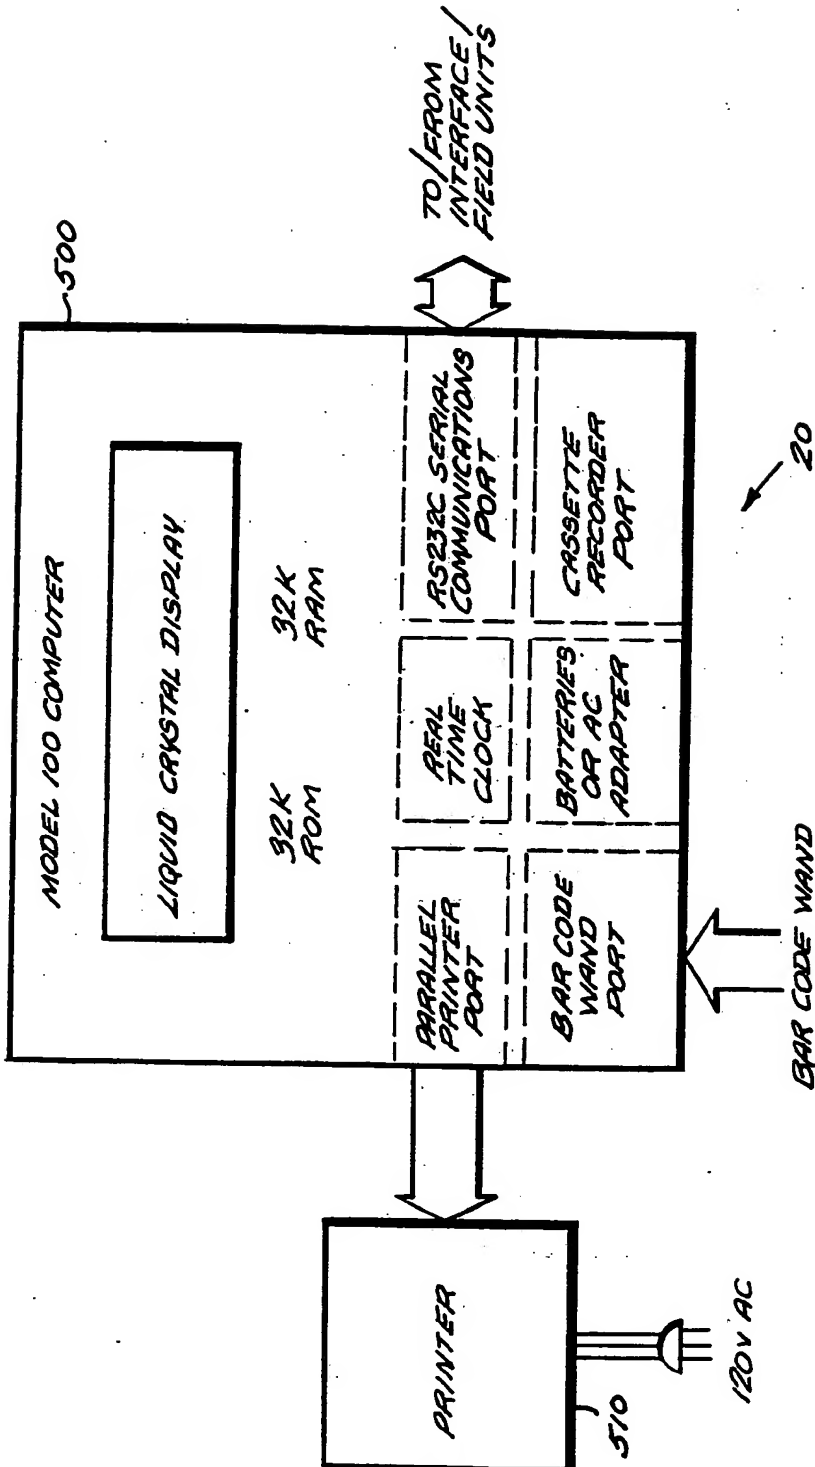 MODEL 100 COMPUTER
500
LIQUID CRYSTAL DISPLAY
32K
ROM
32K
RAM
PARALLEL
PRINTER
PORT
REAL
TIME
CLOCK
RS232C SERIAL
COMMUNICATIONS
PORT
BAR CODE
WAND
PORT
BATTERIES
OR AC
ADAPTER
CASSETTE
RECORDER
PORT
TO/FROM
INTERFACE/
FIELD UNITS
PRINTER
510
120V AC
BAR CODE WAND
20